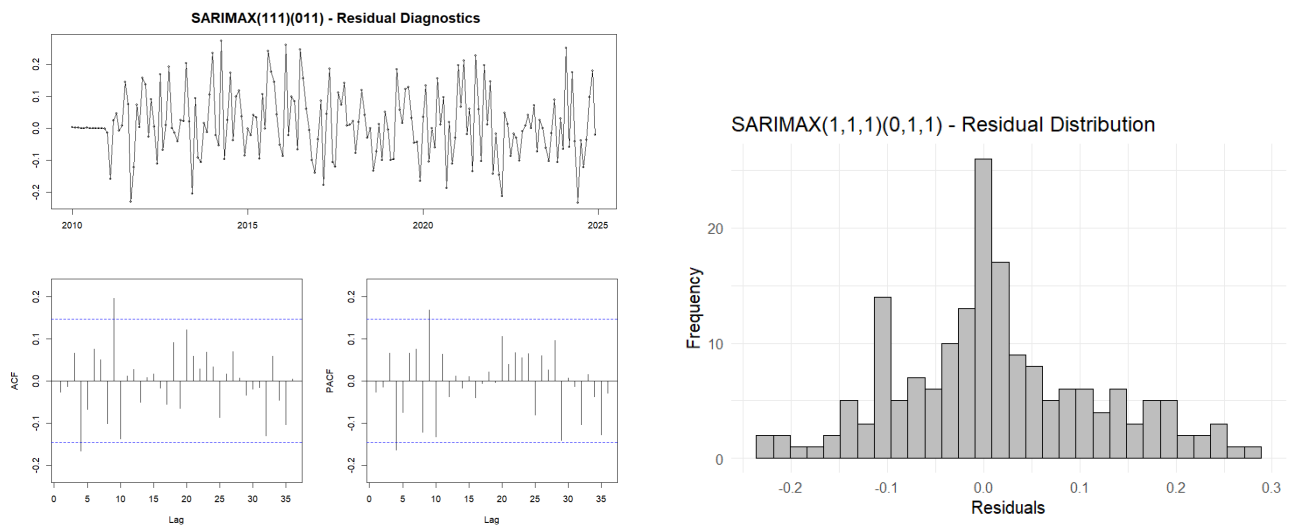 SARIMAX(111)(011) - Residual Diagnostics
0.2
0.1
0.0
-0.1
-0.2
2010 2015 2020 2025
ACF
0.2
0.1
0.0
-0.1
-0.2
0 5 10 15 20 25 30 35
Lag
PACF
0.2
0.1
0.0
-0.1
-0.2
0 5 10 15 20 25 30 35
Lag
SARIMAX(1,1,1)(0,1,1) - Residual Distribution
Frequency
20
10
0
-0.2 -0.1 0.0 0.1 0.2 0.3
Residuals